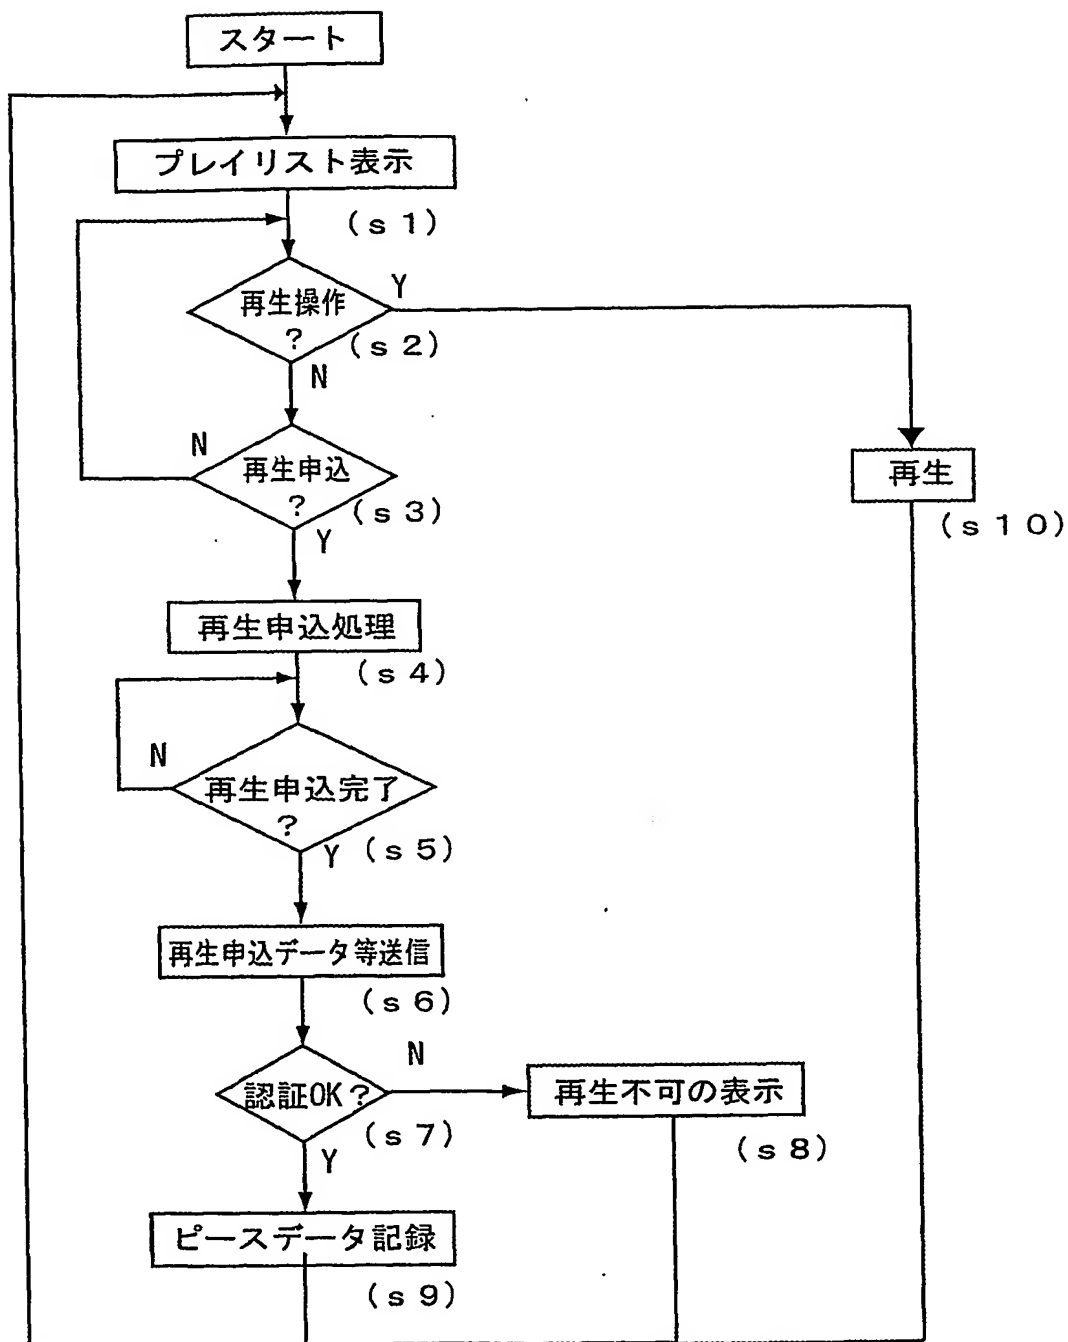 スタート
プレイリスト表示
(s1)
再生操作
?
(s2)
Y
N
再生申込
?
(s3)
N
Y
再生
(s10)
再生申込処理
(s4)
再生申込完了
?
(s5)
N
Y
再生申込データ等送信
(s6)
認証OK?
(s7)
N
Y
再生不可の表示
(s8)
ピースデータ記録
(s9)